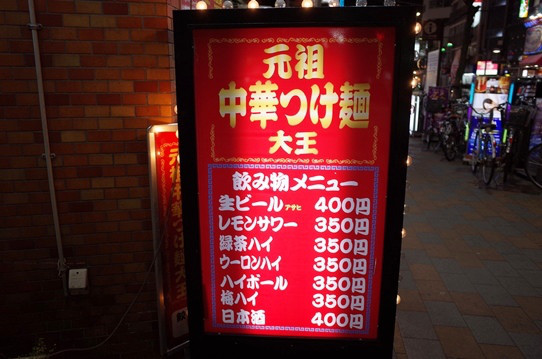 元祖
中華つけ麺
大王
飲み物メニュー
生ビール アサヒ 400円
レモンサワー 350円
緑茶ハイ 350円
ウーロンハイ 350円
ハイボール 350円
梅ハイ 350円
日本酒 400円